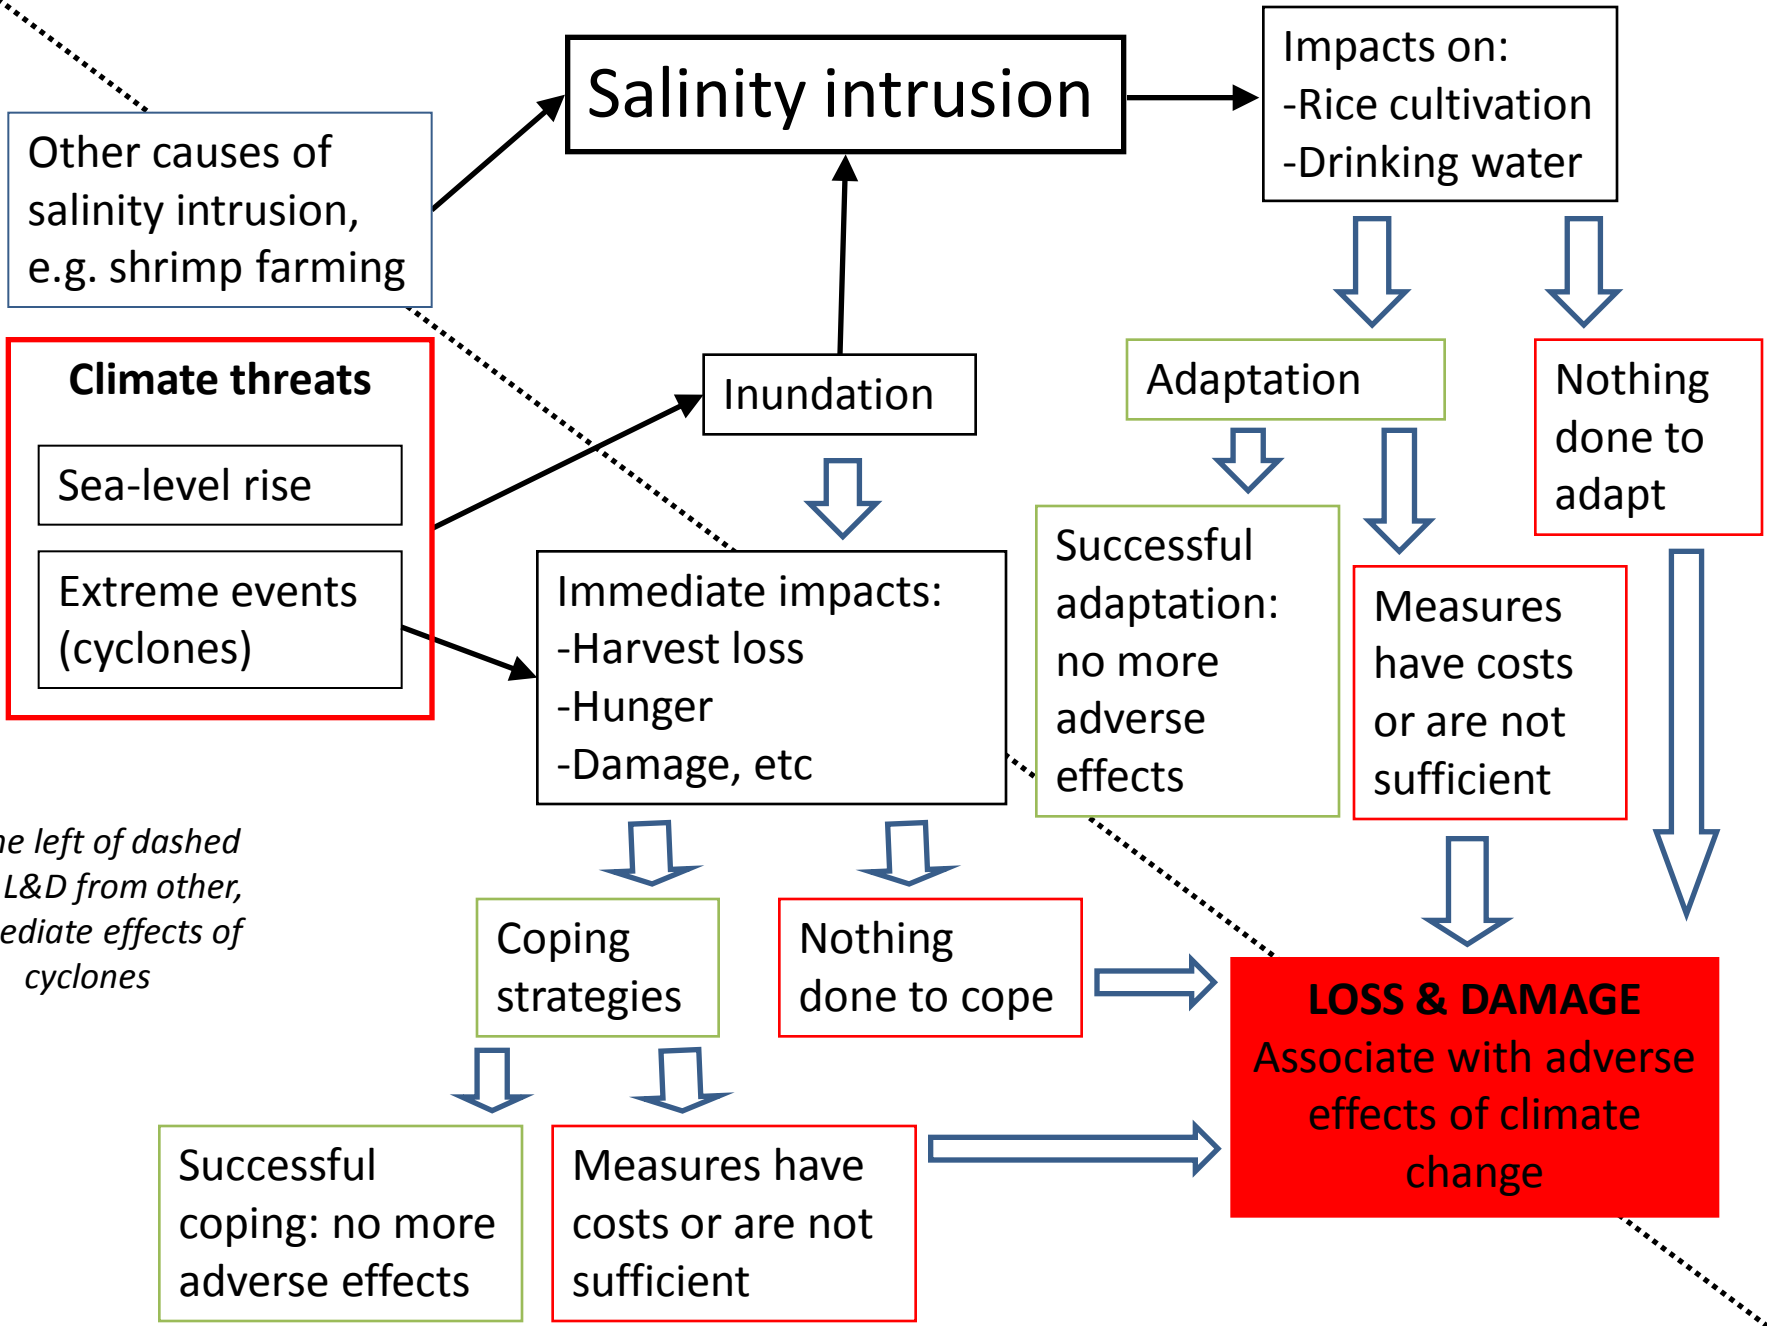 Salinity intrusion
Impacts on:
-Rice cultivation
-Drinking water
Other causes of
salinity intrusion,
e.g. shrimp farming
Climate threats
Sea-level rise
Extreme events
(cyclones)
Inundation
Adaptation
Nothing
done to
adapt
Immediate impacts:
-Harvest loss
-Hunger
-Damage, etc
Successful
adaptation:
no more
adverse
effects
Measures
have costs
or are not
sufficient
left of dashed
L&D from other,
effects of
cyclones
Coping
strategies
Nothing
done to cope
LOSS & DAMAGE
Associate with adverse
effects of climate
change
Successful
coping: no more
adverse effects
Measures have
costs or are not
sufficient